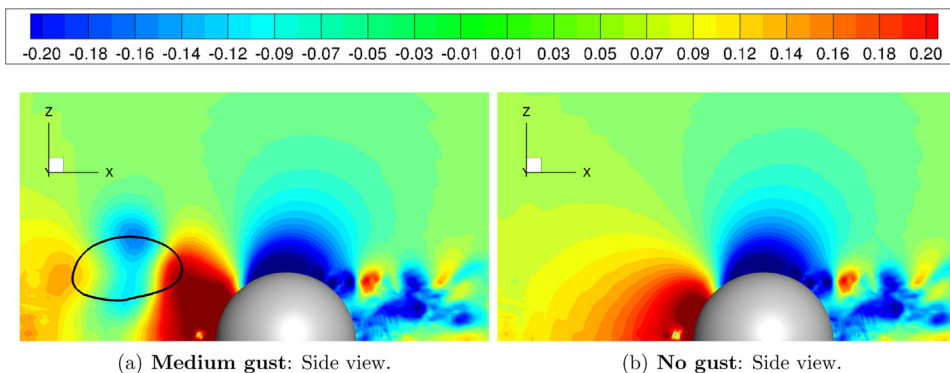 -0.20 -0.18 -0.16 -0.14 -0.12 -0.09 -0.07 -0.05 -0.03 -0.01 0.01 0.03 0.05 0.07 0.09 0.12 0.14 0.16 0.18 0.20
Z
Y
X
Z
Y
X
(a) Medium gust: Side view.
(b) No gust: Side view.